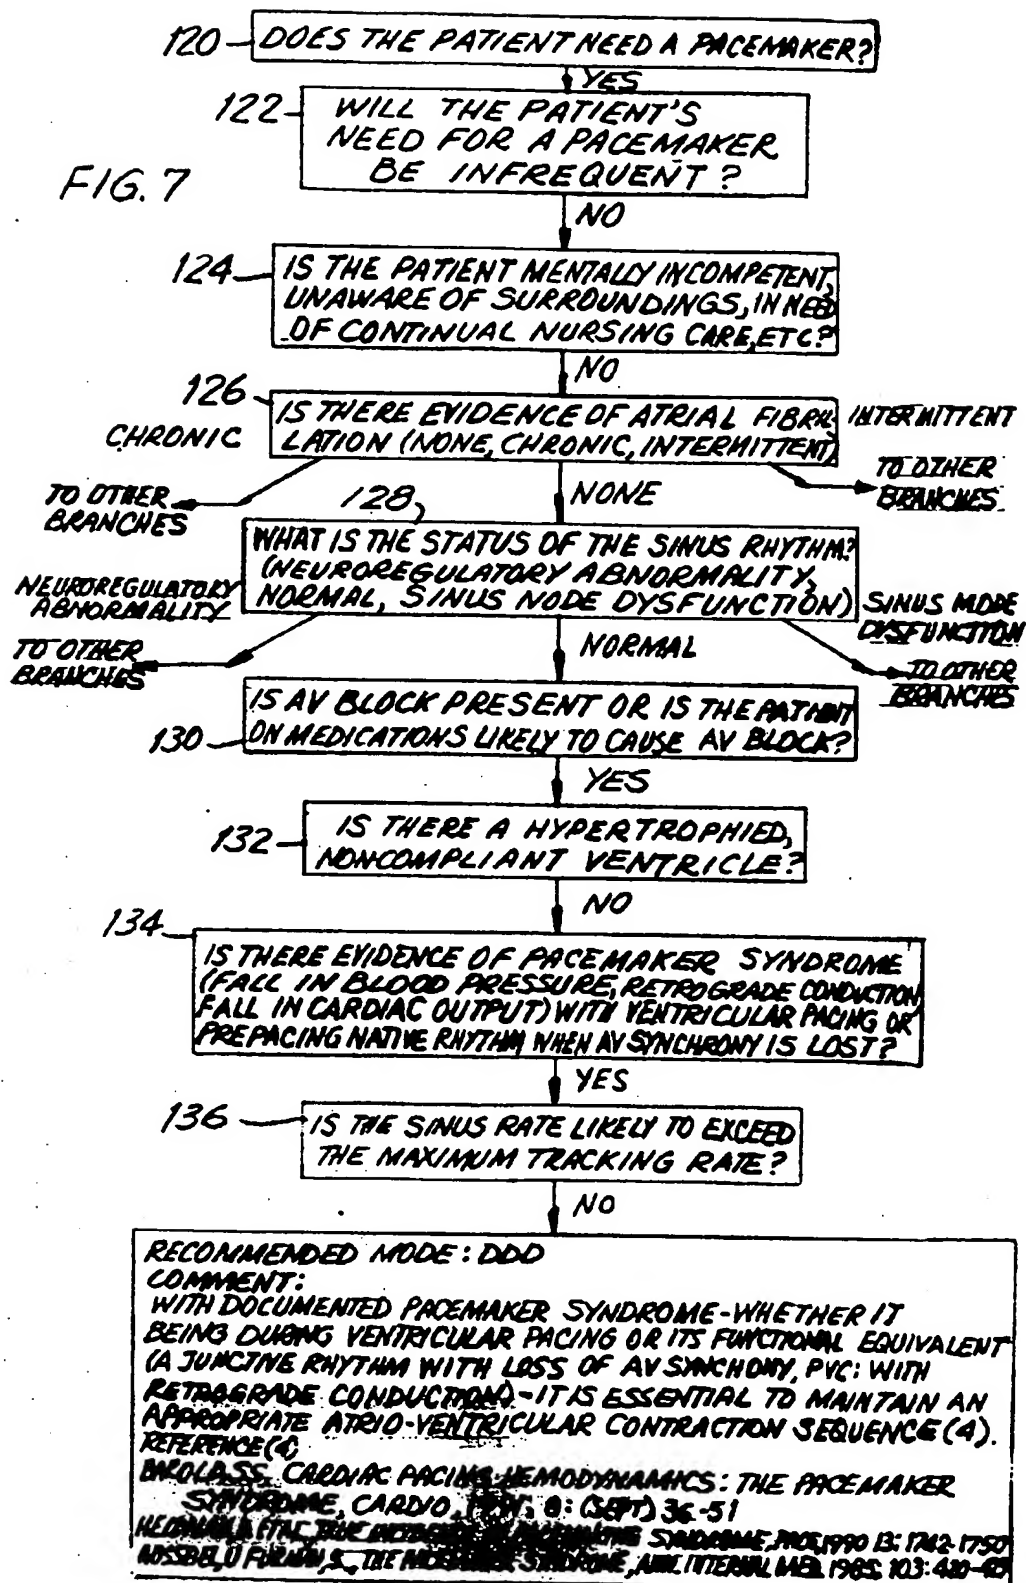 120
DOES THE PATIENT NEED A PACEMAKER?
YES
122
WILL THE PATIENT'S
NEED FOR A PACEMAKER
BE INFREQUENT?
FIG. 7
NO
124
IS THE PATIENT MENTALLY INCOMPETENT,
UNAWARE OF SURROUNDINGS, IN NEED
OF CONTINUAL NURSING CARE, ETC?
NO
126
IS THERE EVIDENCE OF ATRIAL FIBRIL-
LATION (NONE, CHRONIC, INTERMITTENT)
CHRONIC
INTERMITTENT
TO OTHER
BRANCHES
NONE
TO OTHER
BRANCHES
128
WHAT IS THE STATUS OF THE SINUS RHYTHM?
(NEUROREGULATORY ABNORMALITY,
NORMAL, SINUS NODE DYSFUNCTION)
NEUROREGULATORY
ABNORMALITY
SINUS MODE
DYSFUNCTION
TO OTHER
BRANCHES
NORMAL
TO OTHER
BRANCHES
130
IS AV BLOCK PRESENT OR IS THE PATIENT
ON MEDICATIONS LIKELY TO CAUSE AV BLOCK?
YES
132
IS THERE A HYPERTROPHIED,
NONCOMPLIANT VENTRICLE?
NO
134
IS THERE EVIDENCE OF PACEMAKER SYNDROME
(FALL IN BLOOD PRESSURE, RETROGRADE CONDUCTION
FALL IN CARDIAC OUTPUT) WITH VENTRICULAR PACING OR
PREPACING NATIVE RHYTHM WHEN AV SYNCHRONY IS LOST?
YES
136
IS THE SINUS RATE LIKELY TO EXCEED
THE MAXIMUM TRACKING RATE?
NO
RECOMMENDED MODE: DDD
COMMENT:
WITH DOCUMENTED PACEMAKER SYNDROME-WHETHER IT
BEING DURING VENTRICULAR PACING OR ITS FUNCTIONAL EQUIVALENT
(A JUNCTIVE RHYTHM WITH LOSS OF AV SYNCHONY, PVC: WITH
RETROGRADE CONDUCTION) - IT IS ESSENTIAL TO MAINTAIN AN
APPROPRIATE ATRIO-VENTRICULAR CONTRACTION SEQUENCE (4).
REFERENCE (4)
CARDIAC PACING HEMODYNAMICS: THE PACEMAKER
SYNDROME, CARDIO, 8: (SEPT) 36-51
SYNDROME, PACE, 1990 13: 1742-1750
THE PACEMAKER SYNDROME, ANN. INTERNAL MED. 1985, 103: 420-